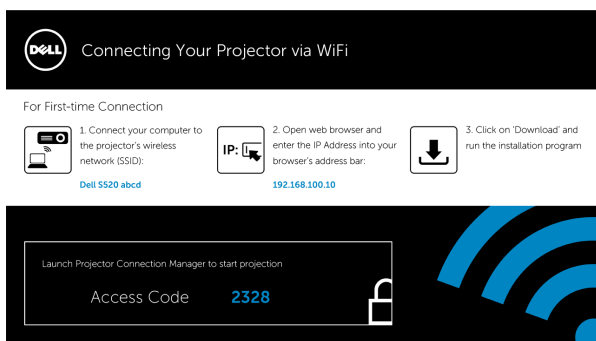 DELL
Connecting Your Projector via WiFi
For First-time Connection
1. Connect your computer to
the projector's wireless
network (SSID):
Dell S520 abcd
IP:
2. Open web browser and
enter the IP Address into your
browser's address bar:
192.168.100.10
3. Click on 'Download' and
run the installation program
Launch Projector Connection Manager to start projection
Access Code 2328